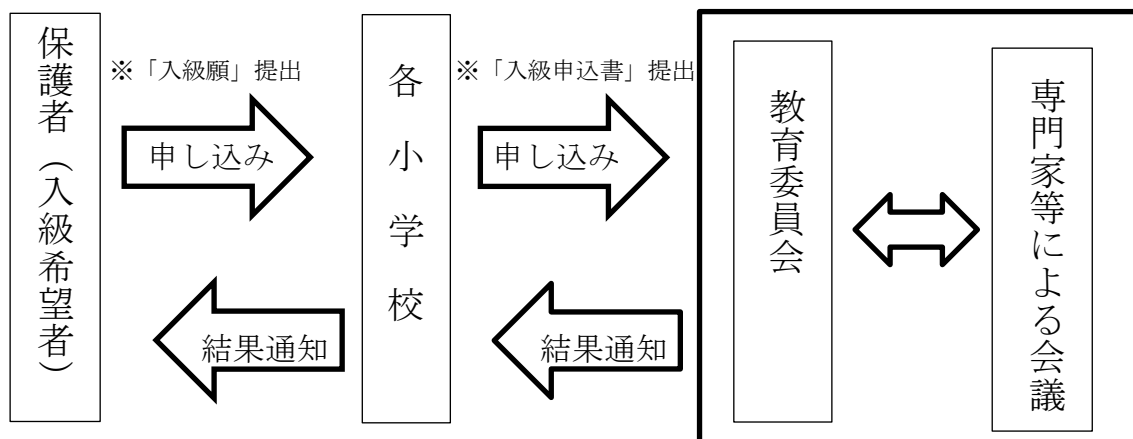 保護者（入級希望者）
※「入級願」提出
申し込み
結果通知
各小学校
※「入級申込書」提出
申し込み
結果通知
教育委員会
専門家等による会議